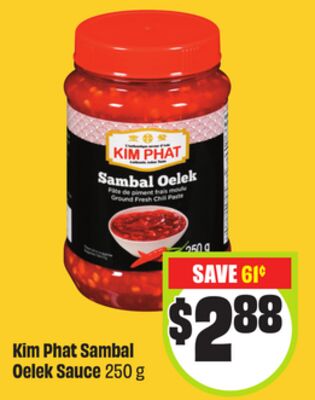 KIM PHAT
Sambal Oelek
Pâte de piment frais moulu
Ground Fresh Chili Paste
250 g
SAVE 61¢
$2.88
Kim Phat Sambal
Oelek Sauce 250 g